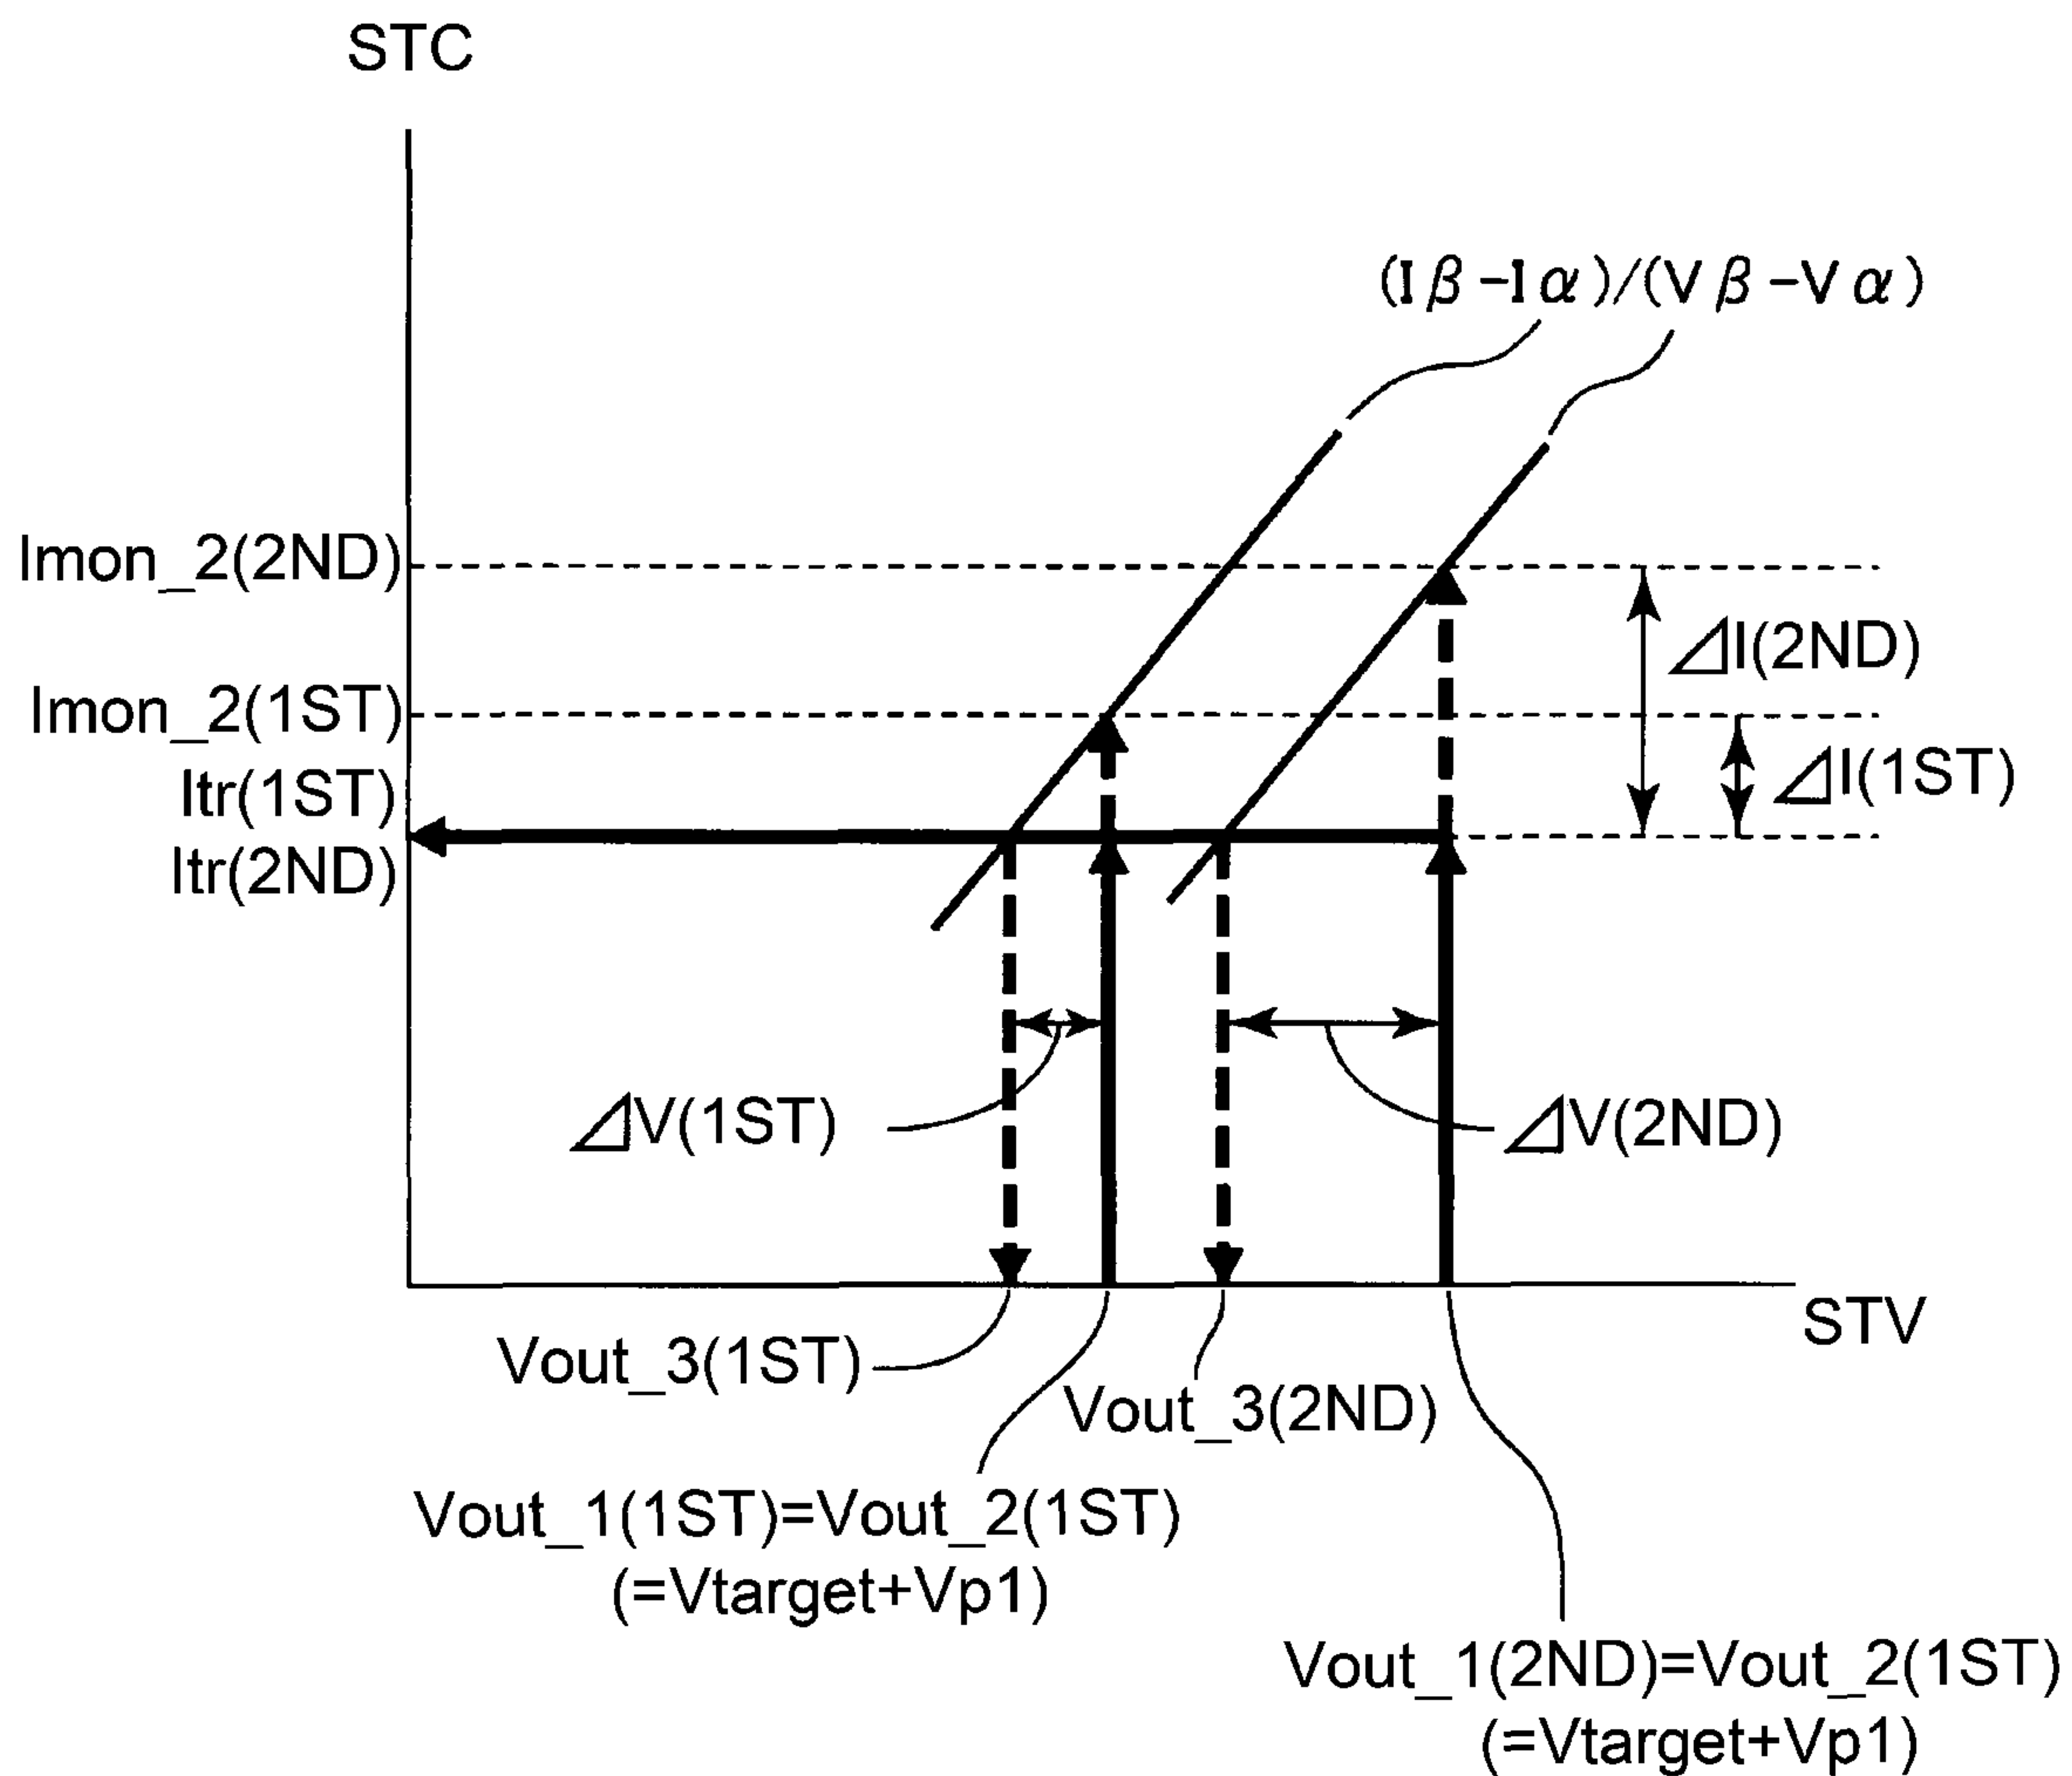 STC
(Iβ-Iα)/(Vβ-Vα)
Imon_2(2ND)
⊿I(2ND)
Imon_2(1ST)
⊿I(1ST)
Itr(1ST)
Itr(2ND)
⊿V(1ST)
⊿V(2ND)
STV
Vout_3(1ST)
Vout_3(2ND)
Vout_1(1ST)=Vout_2(1ST)
(=Vtarget+Vp1)
Vout_1(2ND)=Vout_2(1ST)
(=Vtarget+Vp1)